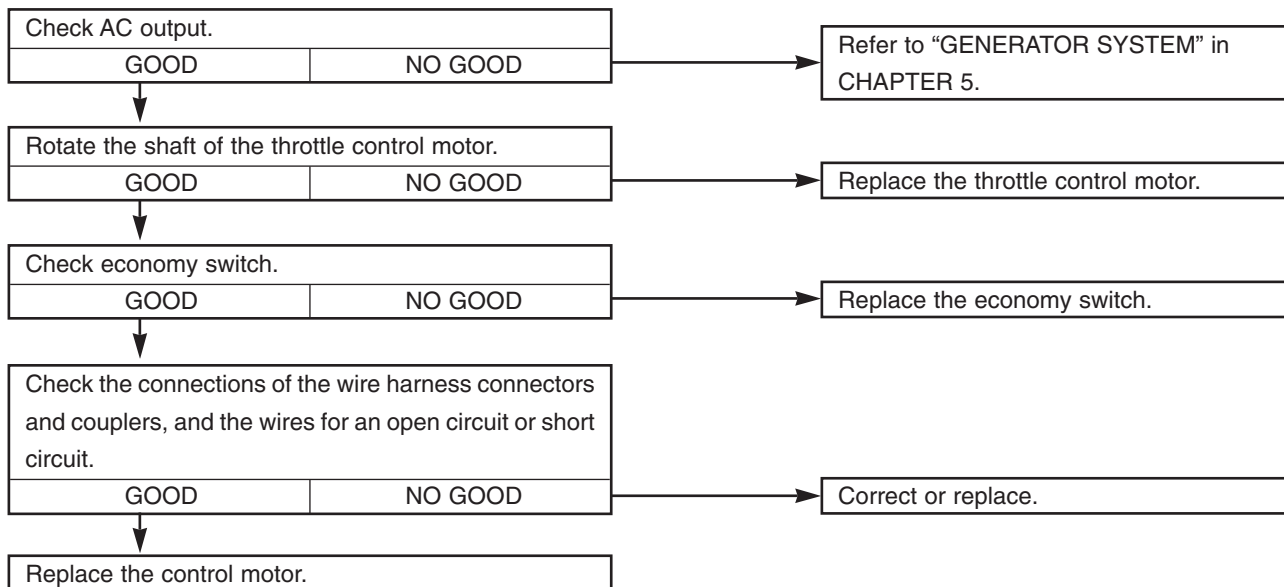 Check AC output.
GOOD NO GOOD
Refer to “GENERATOR SYSTEM” in
CHAPTER 5.
Rotate the shaft of the throttle control motor.
GOOD NO GOOD
Replace the throttle control motor.
Check economy switch.
GOOD NO GOOD
Replace the economy switch.
Check the connections of the wire harness connectors
and couplers, and the wires for an open circuit or short
circuit.
GOOD NO GOOD
Correct or replace.
Replace the control motor.